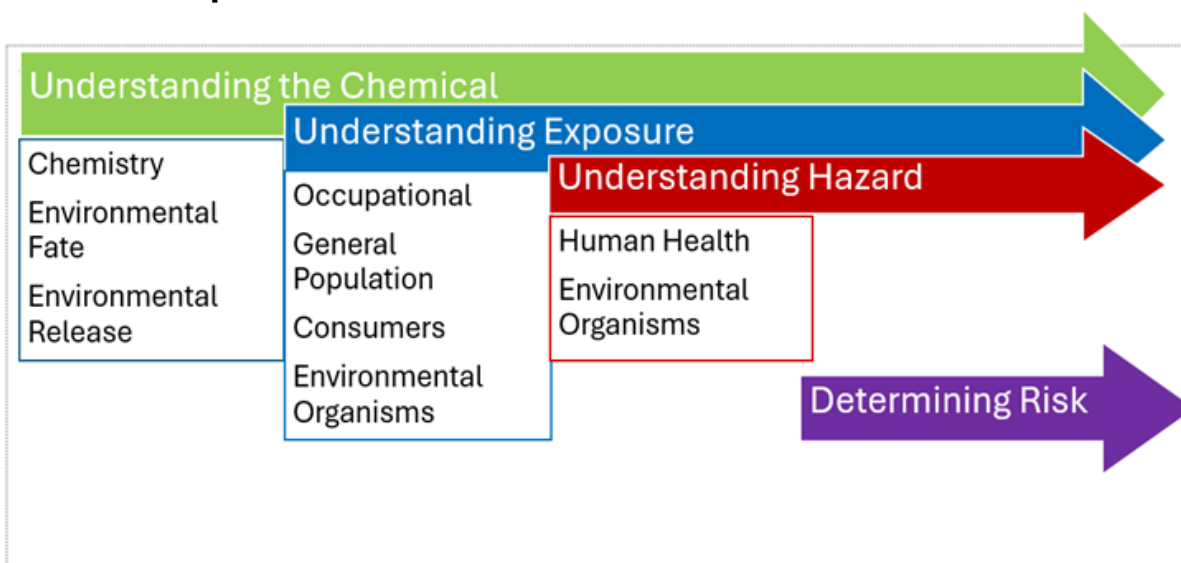 Understanding the Chemical
Understanding Exposure
Understanding Hazard
Chemistry
Environmental
Fate
Environmental
Release
Occupational
General
Population
Consumers
Environmental
Organisms
Human Health
Environmental
Organisms
Determining Risk